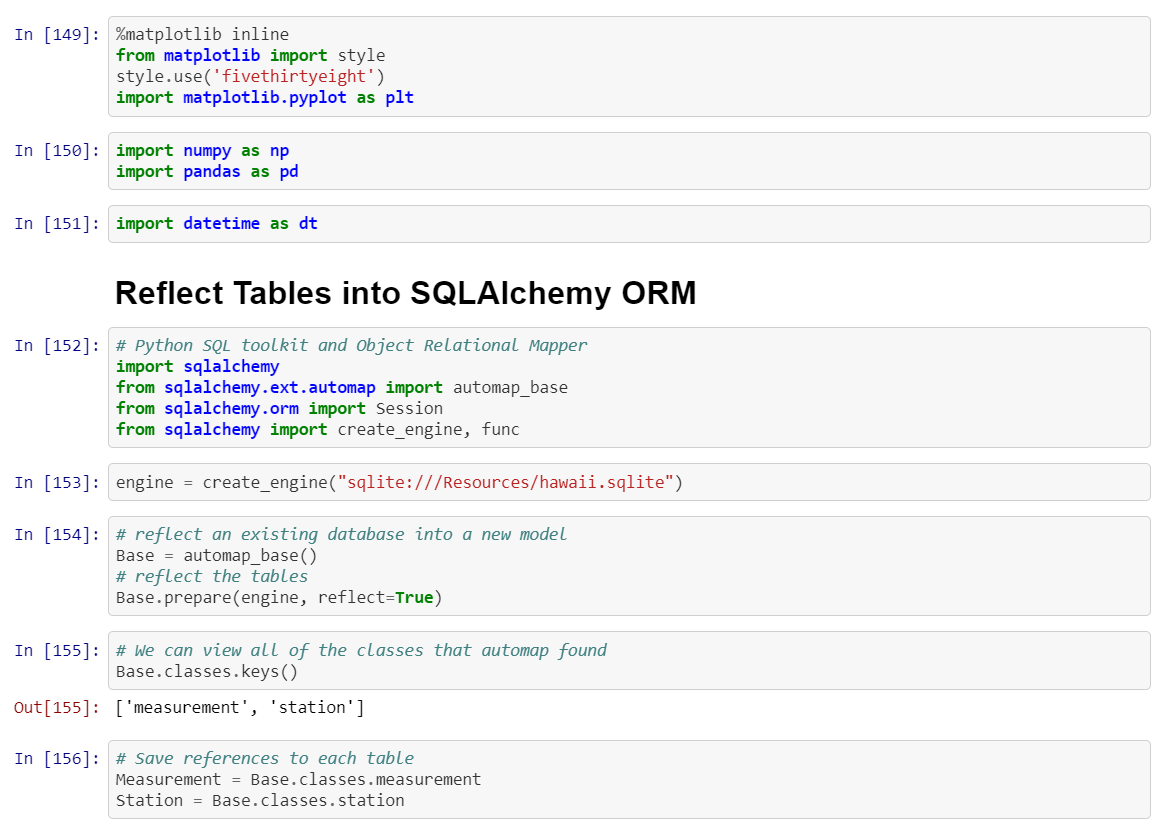 In [149]: %matplotlib inline
from matplotlib import style
style.use('fivethirtyeight')
import matplotlib.pyplot as plt
In [150]: import numpy as np
import pandas as pd
In [151]: import datetime as dt
Reflect Tables into SQLAlchemy ORM
In [152]: # Python SQL toolkit and Object Relational Mapper
import sqlalchemy
from sqlalchemy.ext.automap import automap_base
from sqlalchemy.orm import Session
from sqlalchemy import create_engine, func
In [153]: engine = create_engine("sqlite:///Resources/hawaii.sqlite")
In [154]: # reflect an existing database into a new model
Base = automap_base()
# reflect the tables
Base.prepare(engine, reflect=True)
In [155]: # We can view all of the classes that automap found
Base.classes.keys()
Out[155]: ['measurement', 'station']
In [156]: # Save references to each table
Measurement = Base.classes.measurement
Station = Base.classes.station